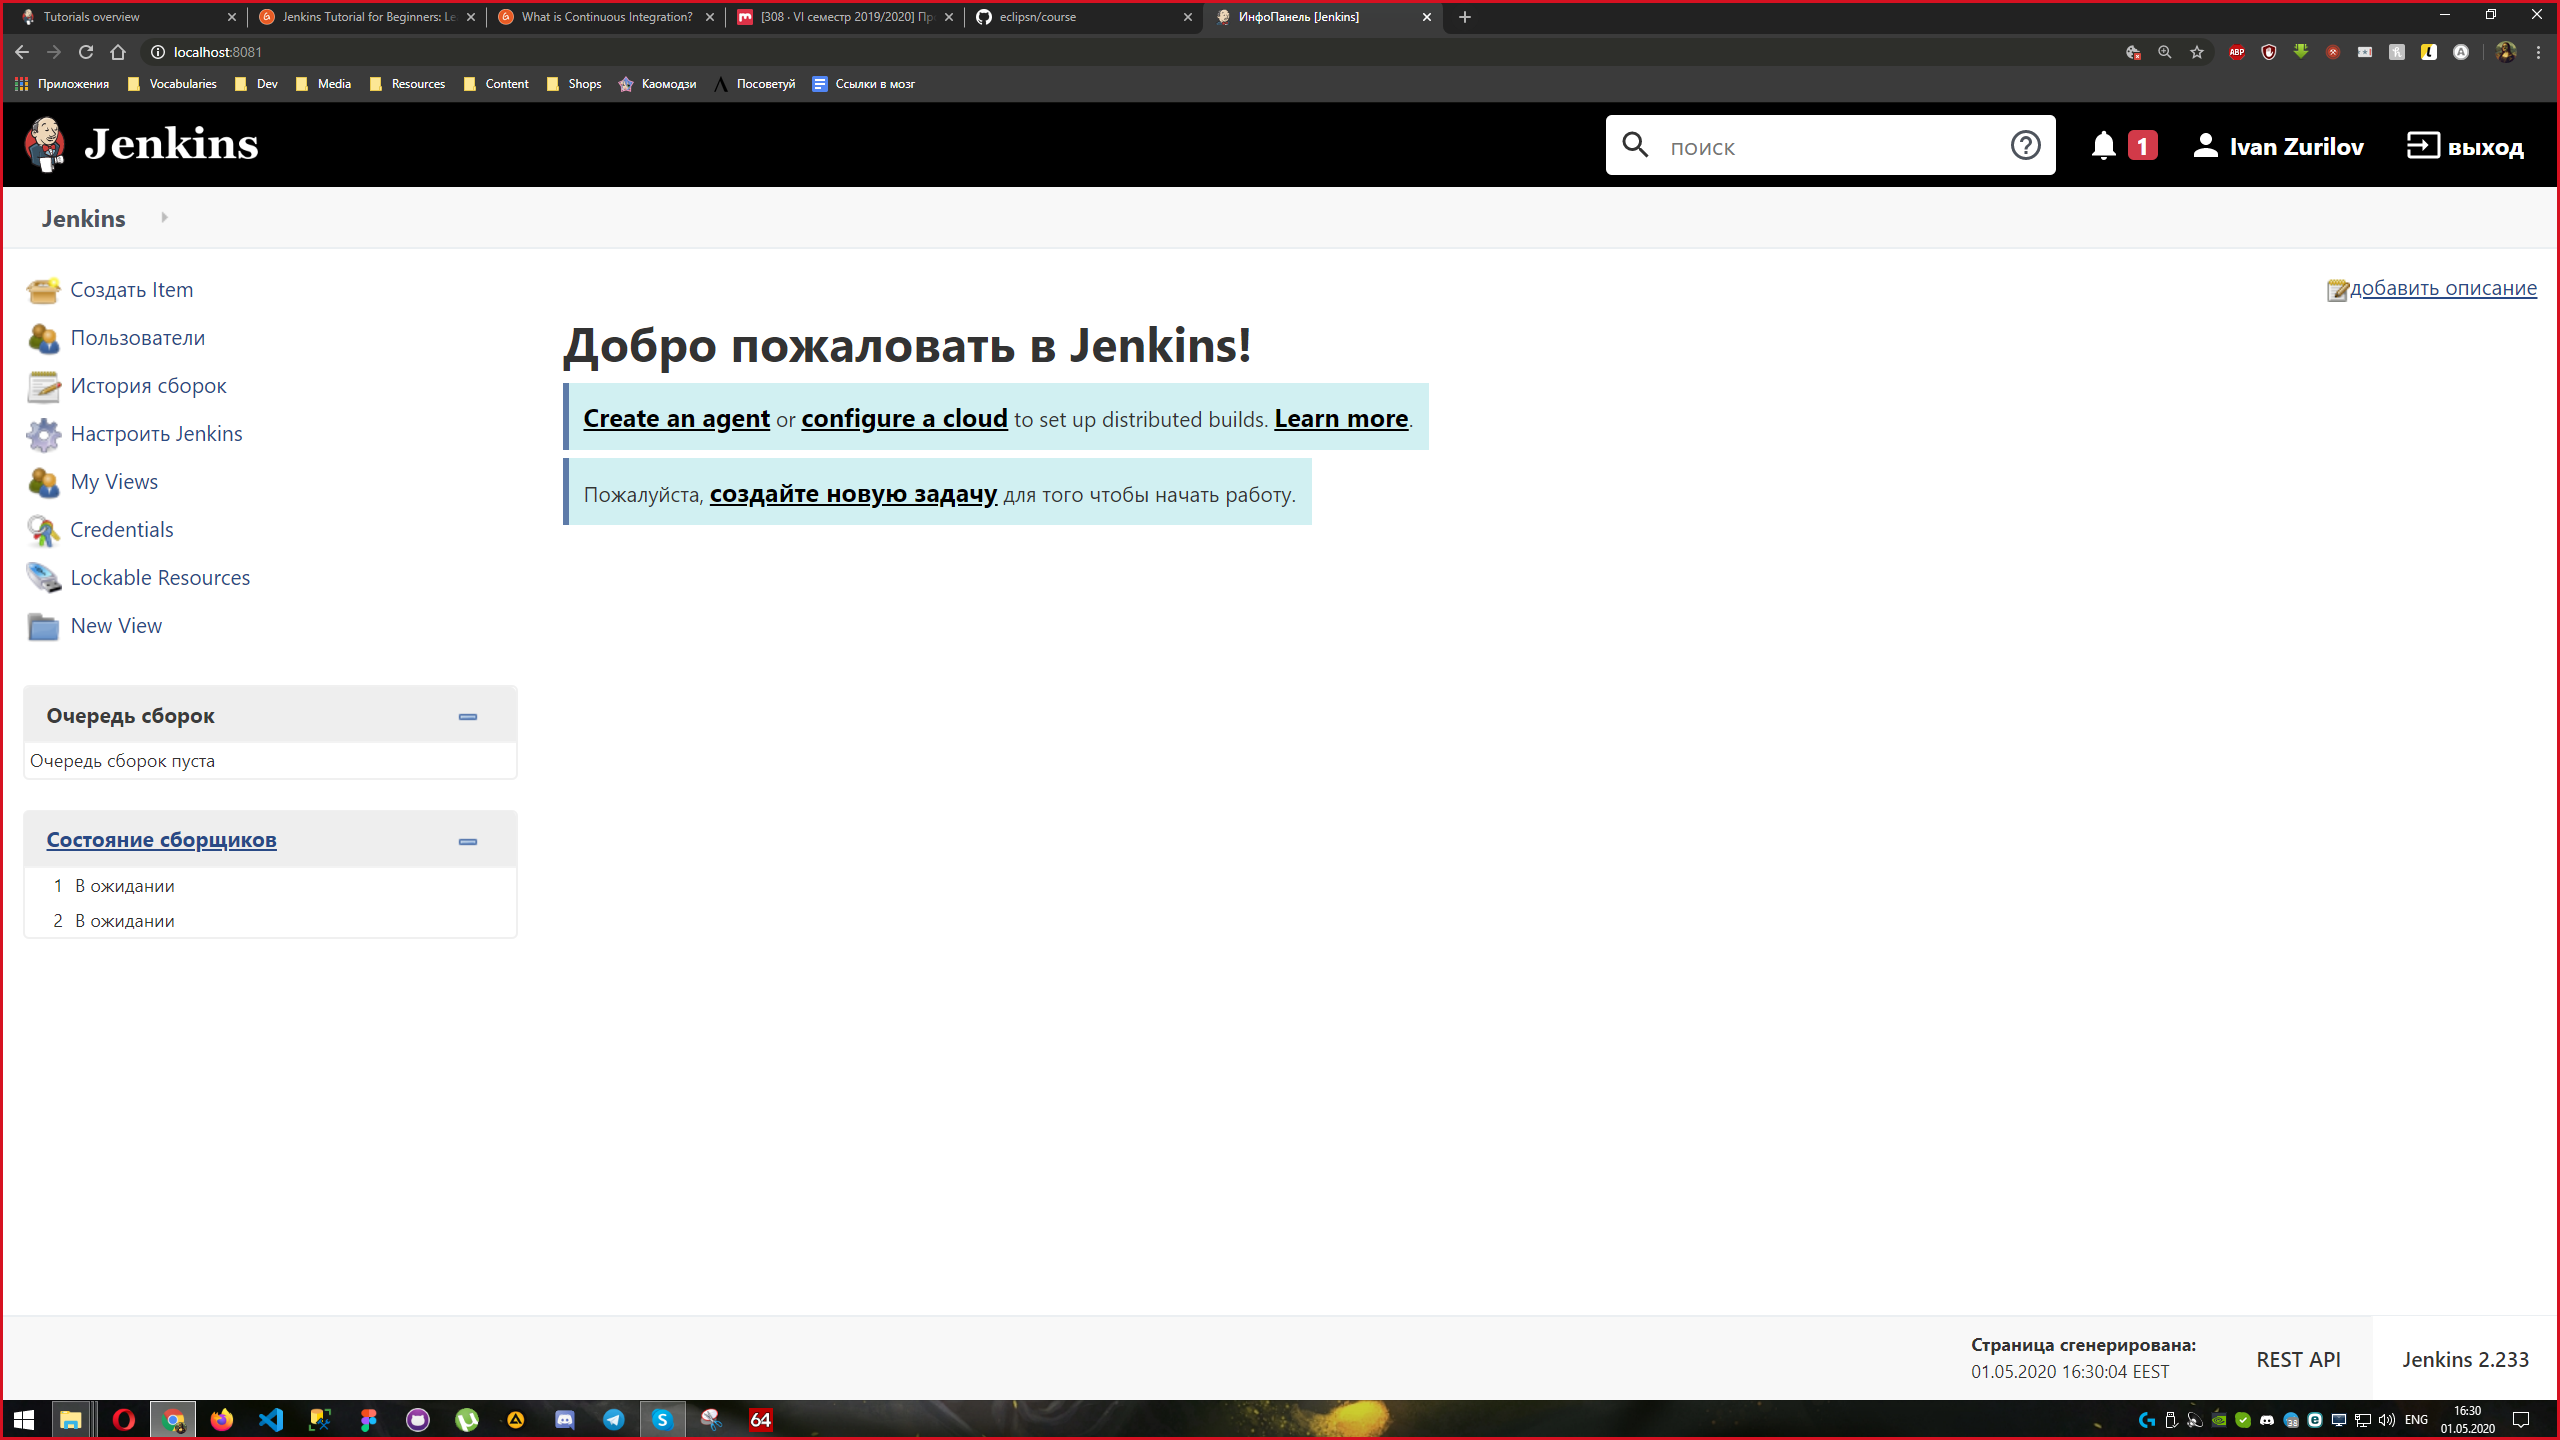 Tutorials overview
Jenkins Tutorial for Beginners: Le
What is Continuous Integration?
[308 · VI семестр 2019/2020] Пр
eclipsn/course
ИнфоПанель [Jenkins]
localhost:8081
Приложения
Vocabularies
Dev
Media
Resources
Content
Shops
Каомодзи
Посоветуй
Ссылки в мозг
Jenkins
поиск
1
Ivan Zurilov
выход
Jenkins
Создать Item
Пользователи
История сборок
Настроить Jenkins
My Views
Credentials
Lockable Resources
New View
добавить описание
Добро пожаловать в Jenkins!
Create an agent or configure a cloud to set up distributed builds. Learn more.
Пожалуйста, создайте новую задачу для того чтобы начать работу.
Очередь сборок
Очередь сборок пуста
Состояние сборщиков
1 В ожидании
2 В ожидании
Страница сгенерирована:
01.05.2020 16:30:04 EEST
REST API
Jenkins 2.233
64
ENG
16:30
01.05.2020